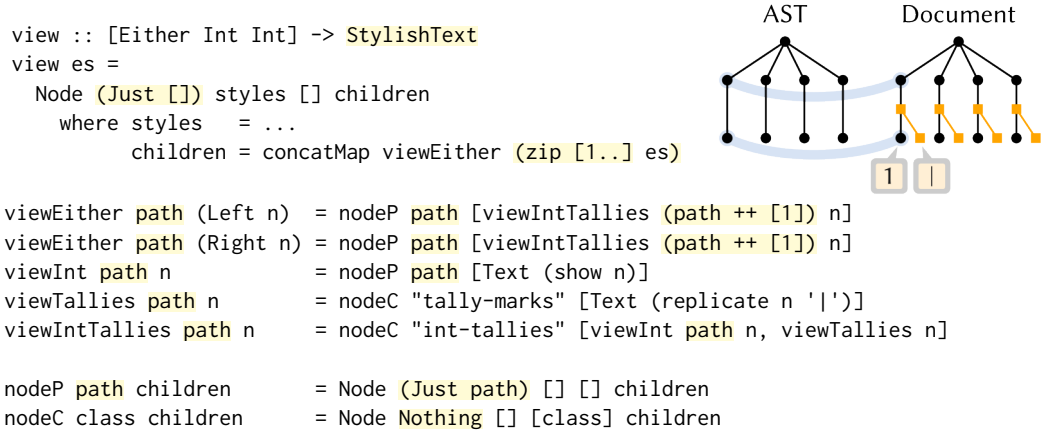 AST Document
view :: [Either Int Int] -> StylishText
view es =
  Node (Just []) styles [] children
    where styles   = ...
          children = concatMap viewEither (zip [1..] es)
1 |
viewEither path (Left n)  = nodeP path [viewIntTallies (path ++ [1]) n]
viewEither path (Right n) = nodeP path [viewIntTallies (path ++ [1]) n]
viewInt path n            = nodeP path [Text (show n)]
viewTallies path n        = nodeC "tally-marks" [Text (replicate n '|')]
viewIntTallies path n     = nodeC "int-tallies" [viewInt path n, viewTallies n]
nodeP path children       = Node (Just path) [] [] children
nodeC class children      = Node Nothing [] [class] children